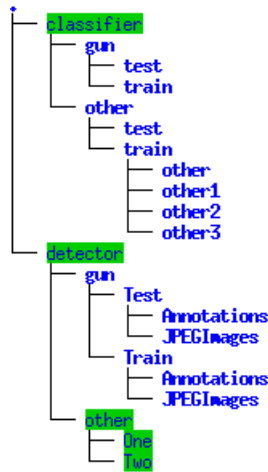 .
classifier
gun
test
train
other
test
train
other
other1
other2
other3
detector
gun
Test
Annotations
JPEGImages
Train
Annotations
JPEGImages
other
One
Two